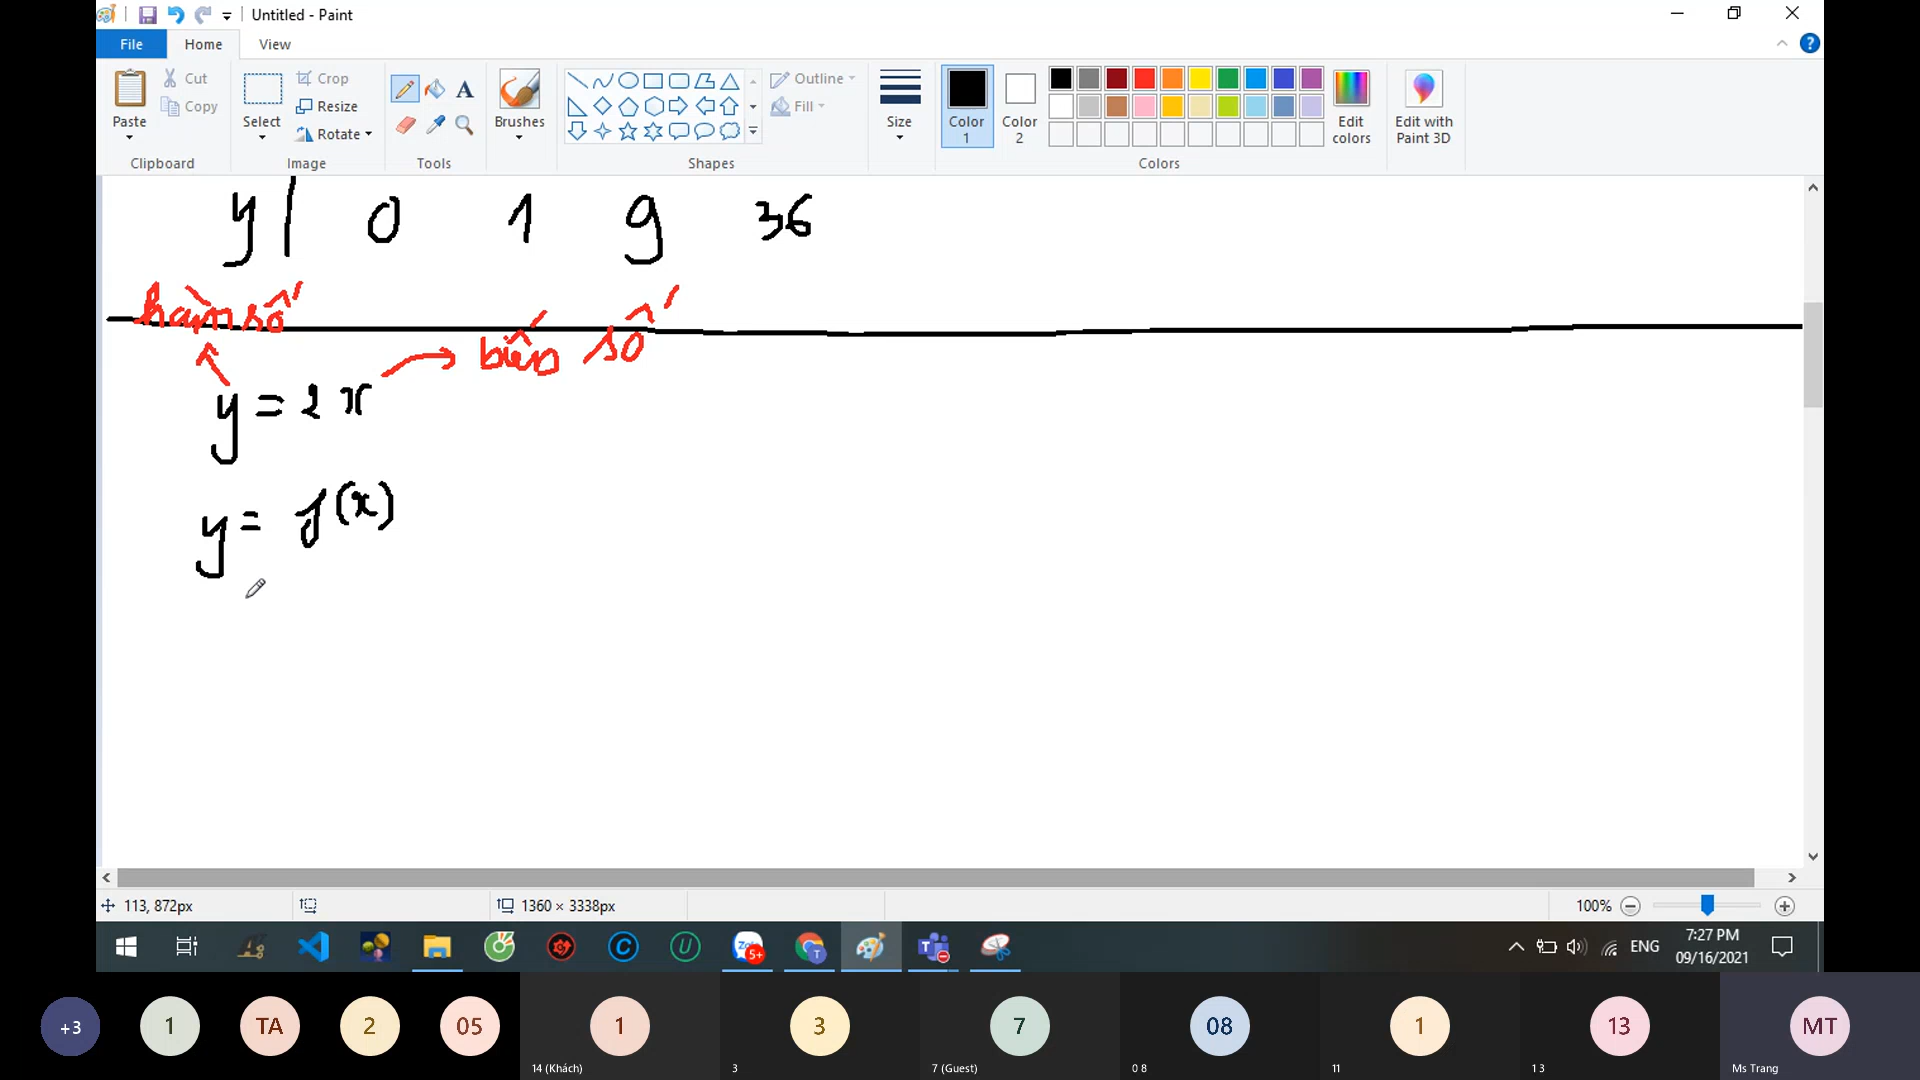 Untitled - Paint
File Home View
Paste Cut Copy Clipboard
Select Crop Resize Rotate Image
Tools
Brushes
Shapes Outline Fill
Size
Color 1 Color 2
Colors
Edit colors
Edit with Paint 3D
y | 0 1 9 36
hàm số
biến số
y = 2x
y = f(x)
113, 872px
1360 × 3338px
100%
Zalo 5+
ENG
7:27 PM
09/16/2021
+3 1 TA 2 05 1 3 7 08 1 13 MT
14 (Khách) 3 7 (Guest) 0 8 11 1 3 Ms Trang